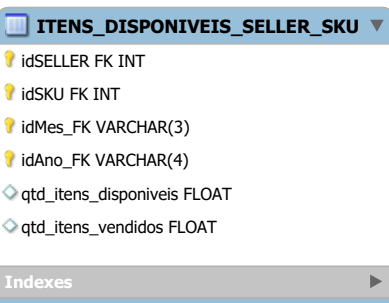 ITENS_DISPONIVEIS_SELLER_SKU
idSELLER FK INT
idSKU FK INT
idMes_FK VARCHAR(3)
idAno_FK VARCHAR(4)
qtd_itens_disponiveis FLOAT
qtd_itens_vendidos FLOAT
Indexes